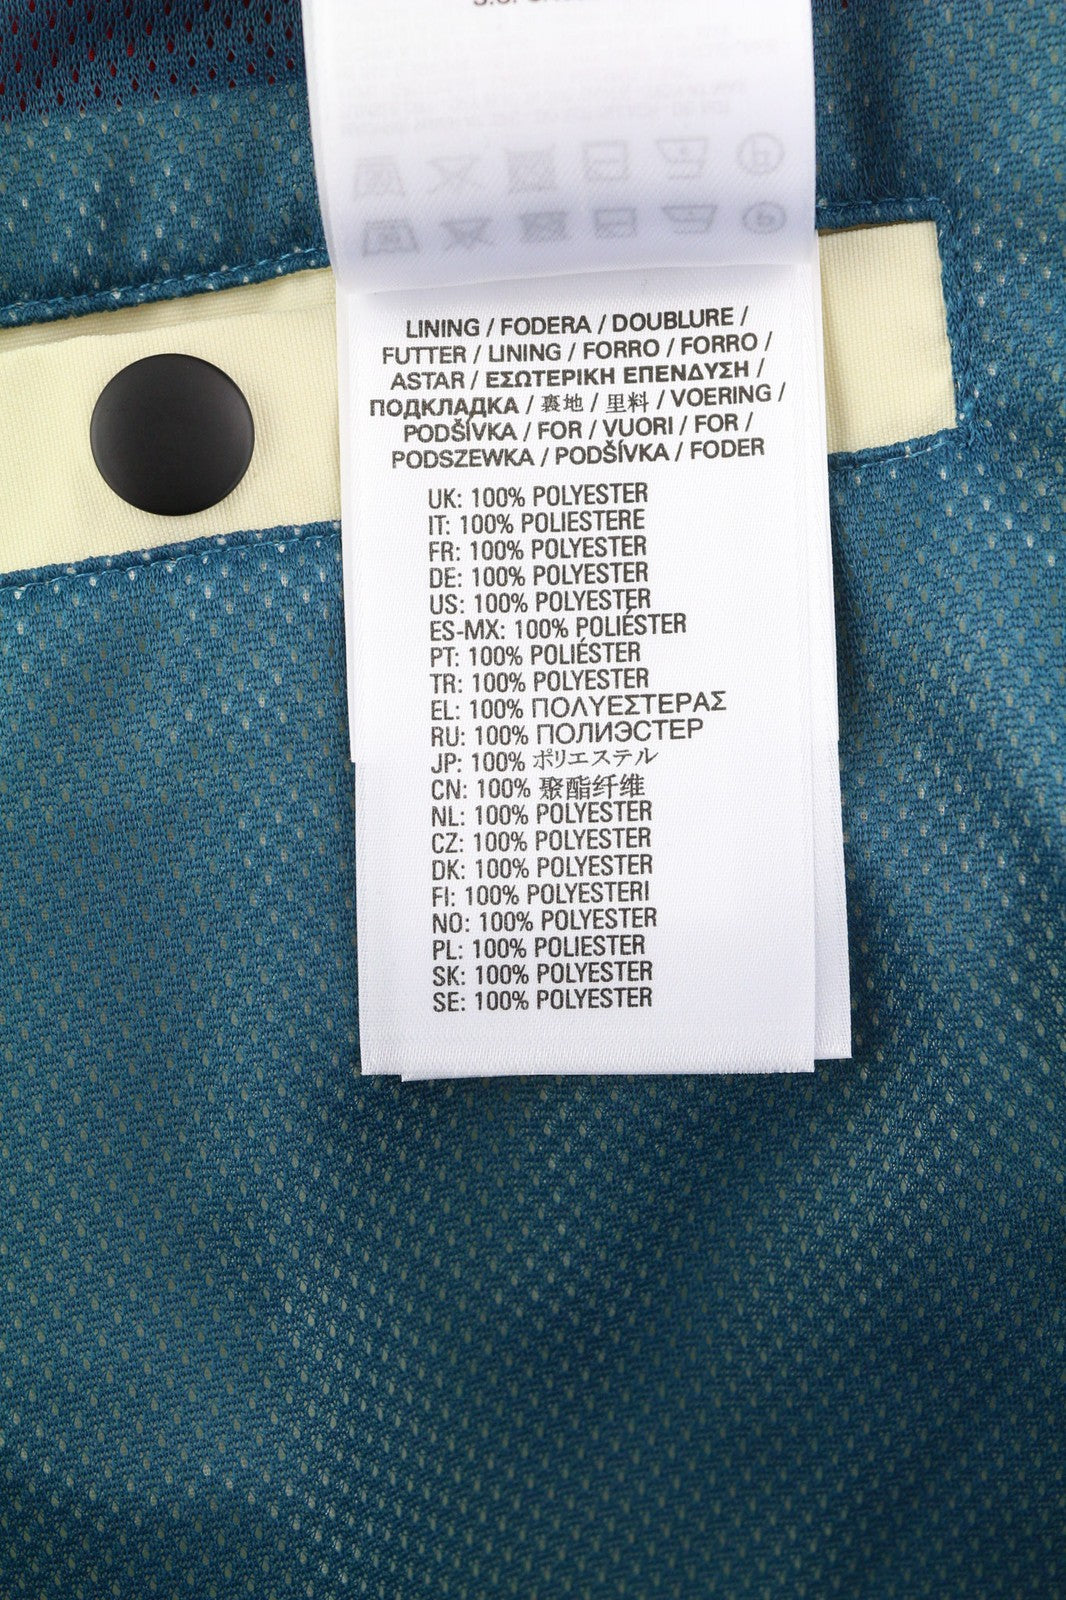 LINING / FODERA / DOUBLURE /
FUTTER / LINING / FORRO / FORRO /
ASTAR / ΕΣΩΤΕΡΙΚΗ ΕΠΕΝΔΥΣΗ /
ПОДКЛАДКА / 裏地 / 里料 / VOERING /
PODŠÍVKA / FOR / VUORI / FOR /
PODSZEWKA / PODŠÍVKA / FODER
UK: 100% POLYESTER
IT: 100% POLIESTERE
FR: 100% POLYESTER
DE: 100% POLYESTER
US: 100% POLYESTER
ES-MX: 100% POLIÉSTER
PT: 100% POLIÉSTER
TR: 100% POLYESTER
EL: 100% ΠΟΛΥΕΣΤΕΡΑΣ
RU: 100% ПОЛИЭСТЕР
JP: 100% ポリエステル
CN: 100% 聚酯纤维
NL: 100% POLYESTER
CZ: 100% POLYESTER
DK: 100% POLYESTER
FI: 100% POLYESTERI
NO: 100% POLYESTER
PL: 100% POLIESTER
SK: 100% POLYESTER
SE: 100% POLYESTER